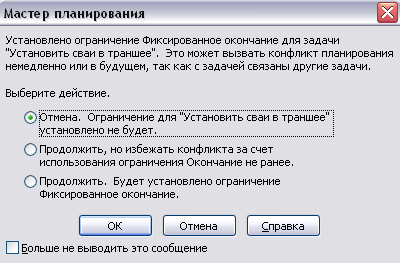 Мастер планирования
Установлено ограничение Фиксированное окончание для задачи
"Установить сваи в траншее". Это может вызвать конфликт планирования
немедленно или в будущем, так как с задачей связаны другие задачи.
Выберите действие.
Отмена. Ограничение для "Установить сваи в траншее"
установлено не будет.
Продолжить, но избежать конфликта за счет
использования ограничения Окончание не ранее.
Продолжить. Будет установлено ограничение
Фиксированное окончание.
ОК Отмена Справка
Больше не выводить это сообщение